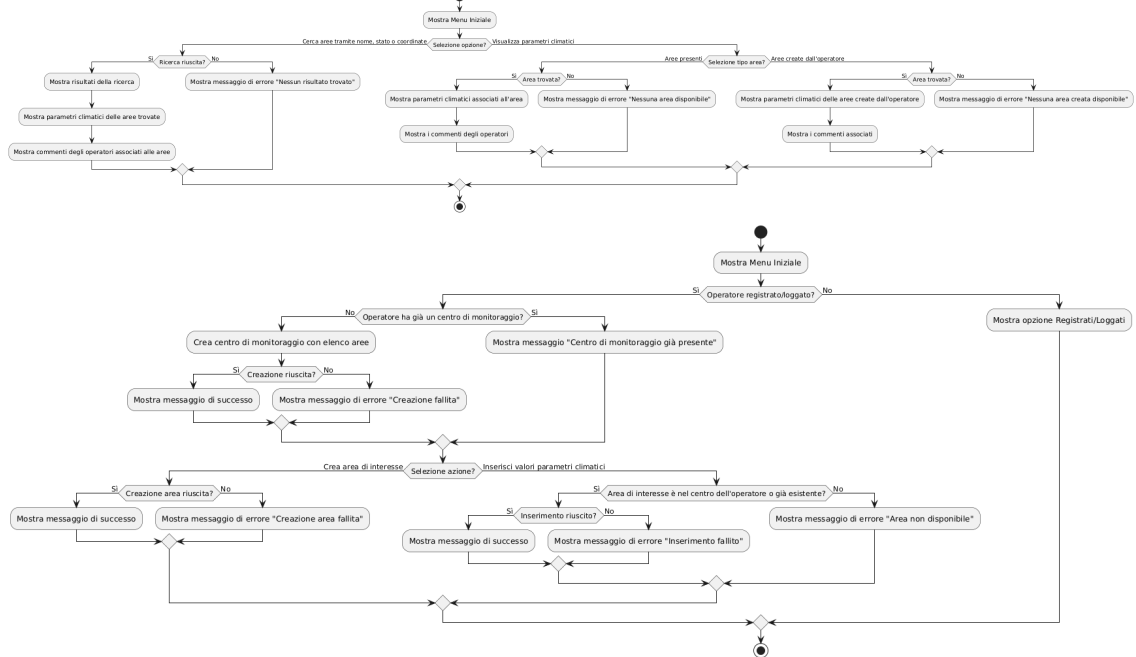 Mostra Menu Iniziale
Cerca aree tramite nome, stato o coordinate
Selezione opzione?
Visualizza parametri climatici
Sì
Ricerca riuscita?
No
Mostra risultati della ricerca
Mostra messaggio di errore "Nessun risultato trovato"
Mostra parametri climatici delle aree trovate
Mostra commenti degli operatori associati alle aree
Aree presenti
Selezione tipo area?
Aree create dall'operatore
Sì
Area trovata?
No
Mostra parametri climatici associati all'area
Mostra messaggio di errore "Nessuna area disponibile"
Mostra i commenti degli operatori
Sì
Area trovata?
No
Mostra parametri climatici delle aree create dall'operatore
Mostra messaggio di errore "Nessuna area creata disponibile"
Mostra i commenti associati
Mostra Menu Iniziale
Sì
Operatore registrato/loggato?
No
Mostra opzione Registrati/Loggati
No
Operatore ha già un centro di monitoraggio?
Sì
Crea centro di monitoraggio con elenco aree
Mostra messaggio "Centro di monitoraggio già presente"
Sì
Creazione riuscita?
No
Mostra messaggio di successo
Mostra messaggio di errore "Creazione fallita"
Crea area di interesse
Selezione azione?
Inserisci valori parametri climatici
Sì
Creazione area riuscita?
No
Mostra messaggio di successo
Mostra messaggio di errore "Creazione area fallita"
Sì
Area di interesse è nel centro dell'operatore o già esistente?
No
Sì
Inserimento riuscito?
No
Mostra messaggio di errore "Area non disponibile"
Mostra messaggio di successo
Mostra messaggio di errore "Inserimento fallito"